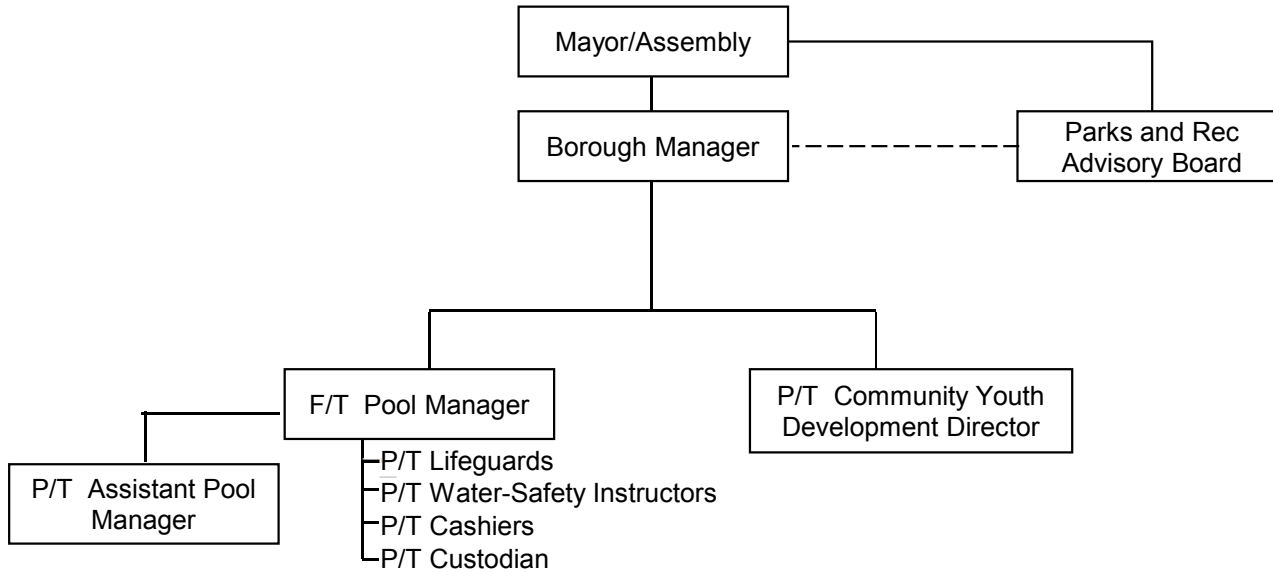 Mayor/Assembly
Borough Manager
Parks and Rec
Advisory Board
F/T Pool Manager
P/T Community Youth
Development Director
P/T Assistant Pool
Manager
P/T Lifeguards
P/T Water-Safety Instructors
P/T Cashiers
P/T Custodian